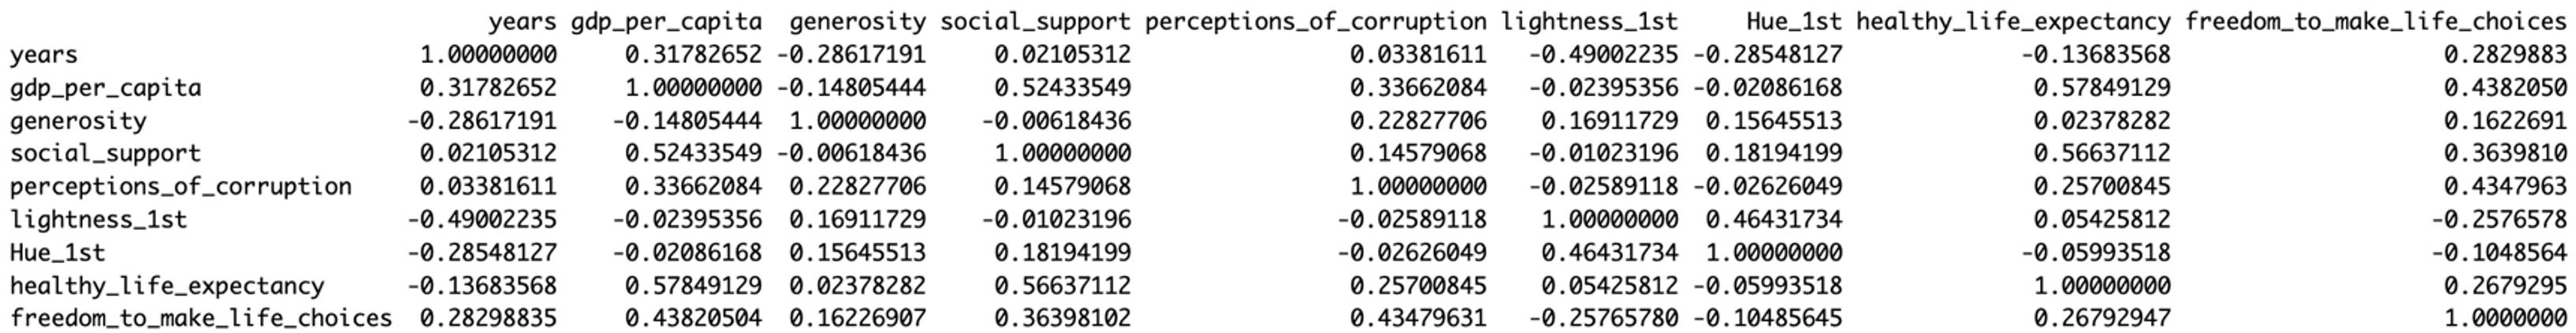 years gdp_per_capita generosity social_support perceptions_of_corruption lightness_1st Hue_1st healthy_life_expectancy freedom_to_make_life_choices
years 1.00000000 0.31782652 -0.28617191 0.02105312 0.03381611 -0.49002235 -0.28548127 -0.13683568 0.2829883
gdp_per_capita 0.31782652 1.00000000 -0.14805444 0.52433549 0.33662084 -0.02395356 -0.02086168 0.57849129 0.4382050
generosity -0.28617191 -0.14805444 1.00000000 -0.00618436 0.22827706 0.16911729 0.15645513 0.02378282 0.1622691
social_support 0.02105312 0.52433549 -0.00618436 1.00000000 0.14579068 -0.01023196 0.18194199 0.56637112 0.3639810
perceptions_of_corruption 0.03381611 0.33662084 0.22827706 0.14579068 1.00000000 -0.02589118 -0.02626049 0.25700845 0.4347963
lightness_1st -0.49002235 -0.02395356 0.16911729 -0.01023196 -0.02589118 1.00000000 0.46431734 0.05425812 -0.2576578
Hue_1st -0.28548127 -0.02086168 0.15645513 0.18194199 -0.02626049 0.46431734 1.00000000 -0.05993518 -0.1048564
healthy_life_expectancy -0.13683568 0.57849129 0.02378282 0.56637112 0.25700845 0.05425812 -0.05993518 1.00000000 0.2679295
freedom_to_make_life_choices 0.28298835 0.43820504 0.16226907 0.36398102 0.43479631 -0.25765780 -0.10485645 0.26792947 1.0000000